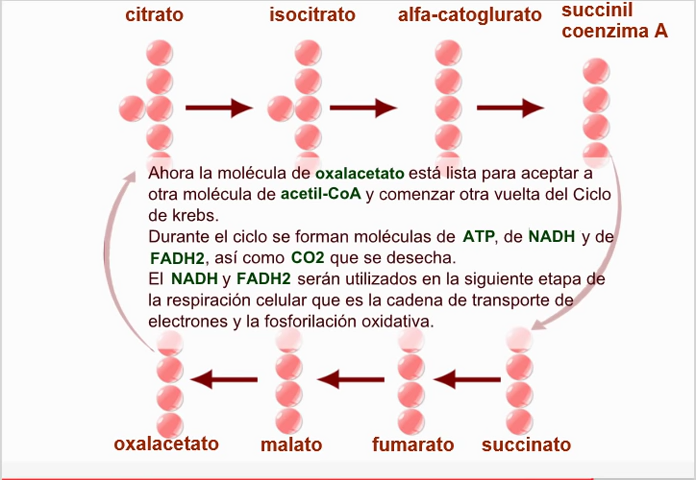 citrato
isocitrato
alfa-catoglurato
succinil
coenzima A
Ahora la molécula de oxalacetato está lista para aceptar a
otra molécula de acetil-CoA y comenzar otra vuelta del Ciclo
de krebs.
Durante el ciclo se forman moléculas de ATP, de NADH y de
FADH2, así como CO2 que se desecha.
El NADH y FADH2 serán utilizados en la siguiente etapa de
la respiración celular que es la cadena de transporte de
electrones y la fosforilación oxidativa.
oxalacetato
malato
fumarato
succinato